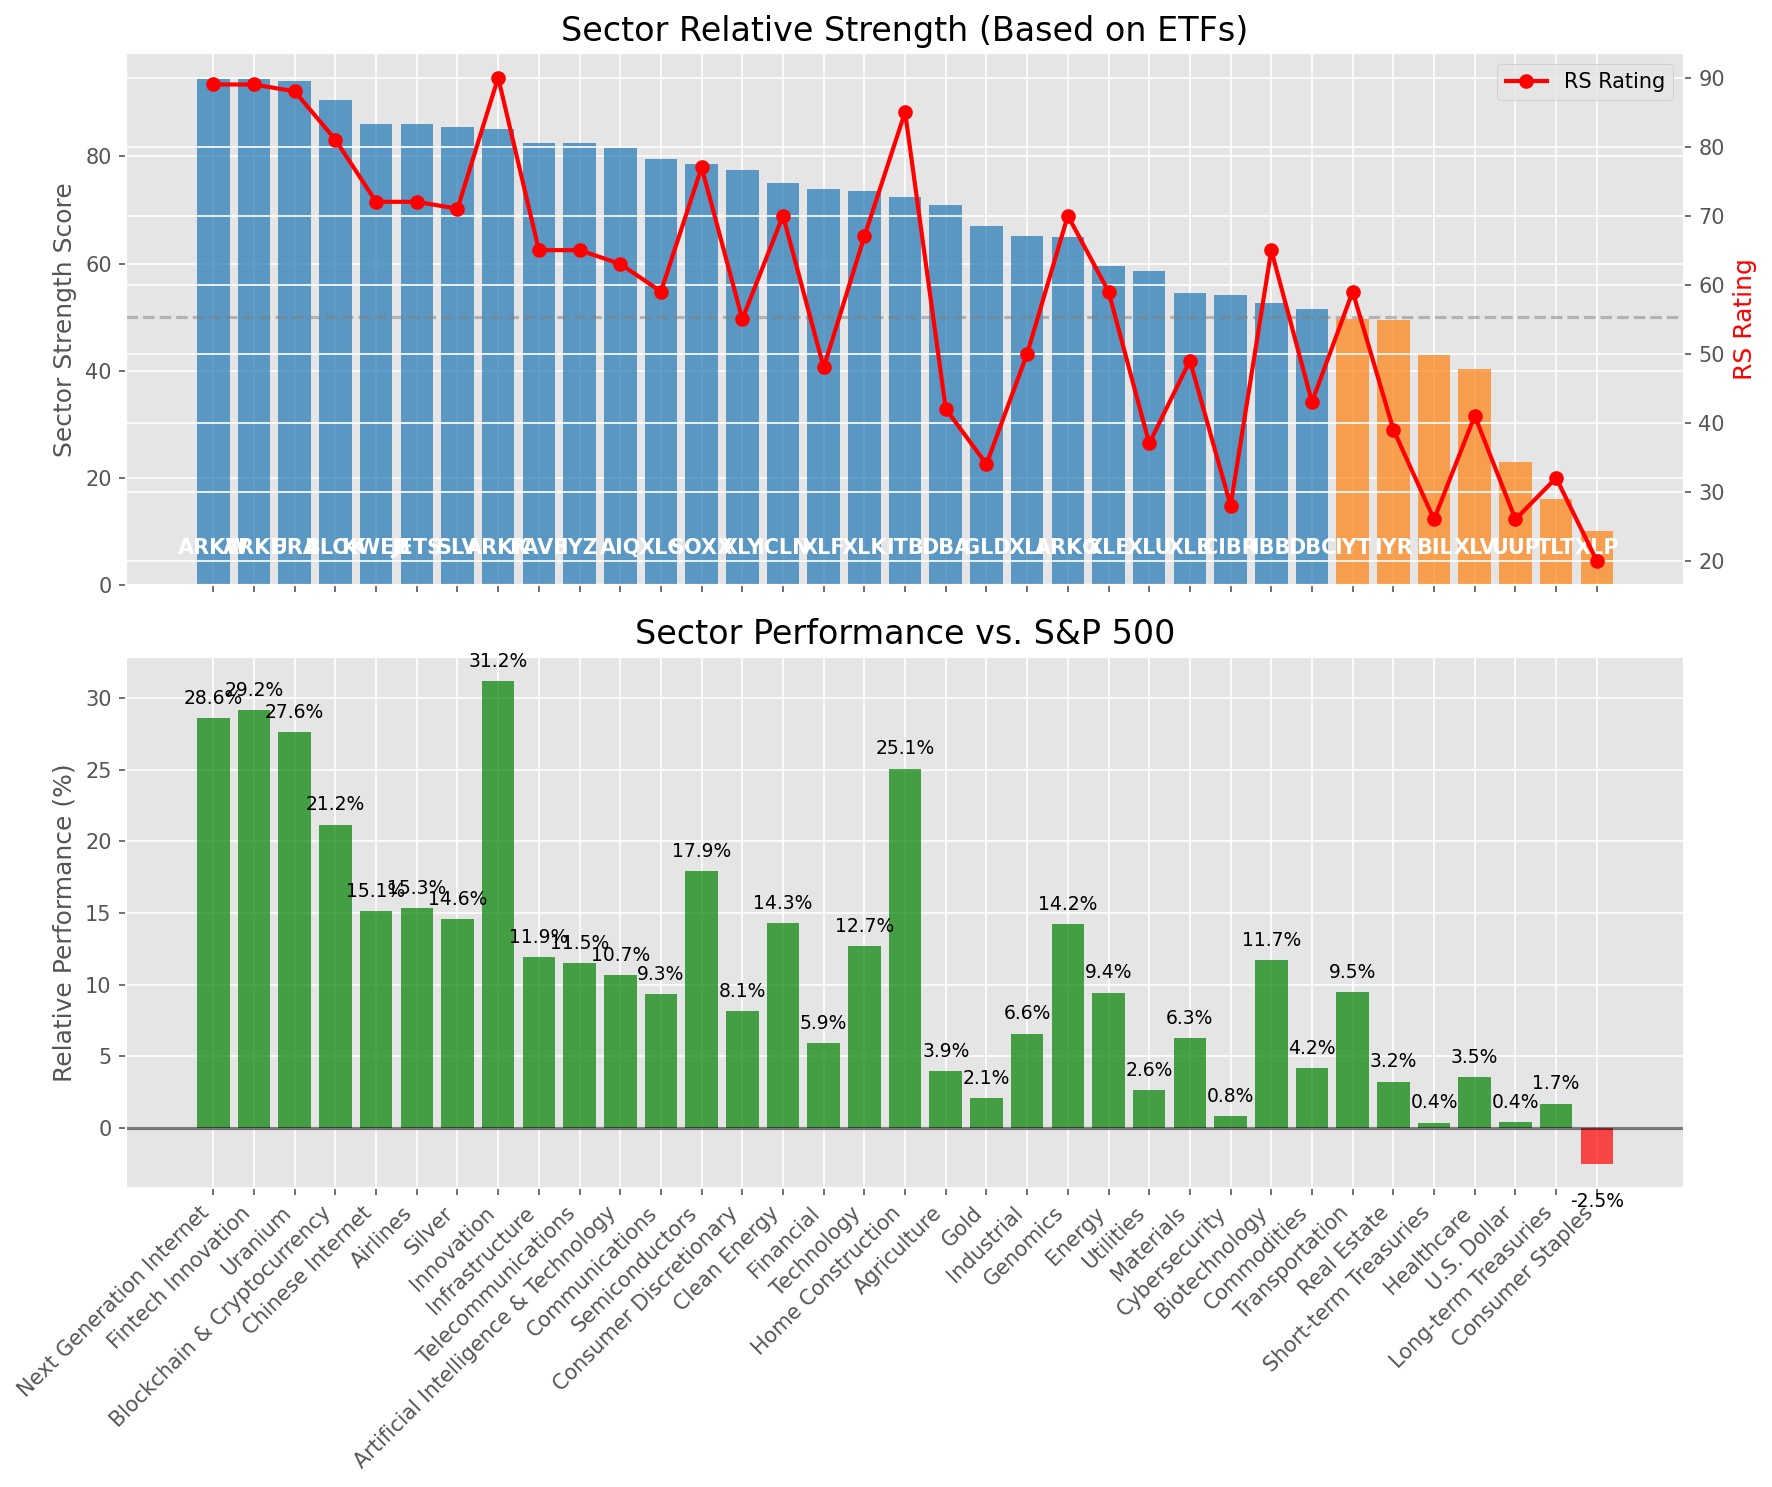 Sector Relative Strength (Based on ETFs)
Sector Strength Score
80
60
40
20
0
RS Rating
90
80
70
60
50
40
30
20
RS Rating
SLV
IYZ
AIQ
XLF
XLK
ITB
DBA
GLD
XLE
XLU
CIBR
IBB
DBC
IYT
IYR
BIL
XLV
UUP
TLT
XLP
Sector Performance vs. S&P 500
Relative Performance (%)
30
25
20
15
10
5
0
28.6%
29.2%
27.6%
21.2%
15.1%
15.3%
14.6%
31.2%
11.9%
11.5%
10.7%
9.3%
17.9%
8.1%
14.3%
5.9%
12.7%
25.1%
3.9%
2.1%
6.6%
14.2%
9.4%
2.6%
6.3%
0.8%
11.7%
4.2%
9.5%
3.2%
0.4%
3.5%
0.4%
1.7%
-2.5%
Next Generation Internet
Fintech Innovation
Uranium
Blockchain & Cryptocurrency
Chinese Internet
Airlines
Silver
Innovation
Infrastructure
Telecommunications
Artificial Intelligence & Technology
Communications
Semiconductors
Consumer Discretionary
Clean Energy
Financial
Technology
Home Construction
Agriculture
Gold
Industrial
Genomics
Energy
Utilities
Materials
Cybersecurity
Biotechnology
Commodities
Transportation
Real Estate
Short-term Treasuries
Healthcare
U.S. Dollar
Long-term Treasuries
Consumer Staples